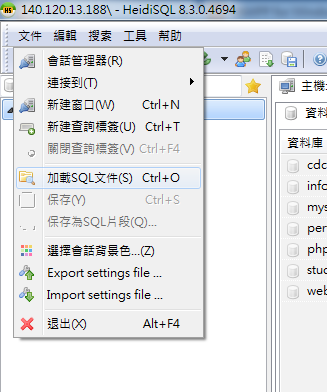 140.120.13.188\ - HeidiSQL 8.3.0.4694
文件 編輯 搜索 工具 幫助
會話管理器(R)
連接到(T)
新建窗口(W) Ctrl+N
新建查詢標簽(U) Ctrl+T
關閉查詢標簽(V) Ctrl+F4
加載SQL文件(S) Ctrl+O
保存(Y) Ctrl+S
保存為SQL片段(Q)...
選擇會話背景色...(Z)
Export settings file ...
Import settings file ...
退出(X) Alt+F4
主機:
資料
資料庫
cdc
info
mys
per
php
stud
web